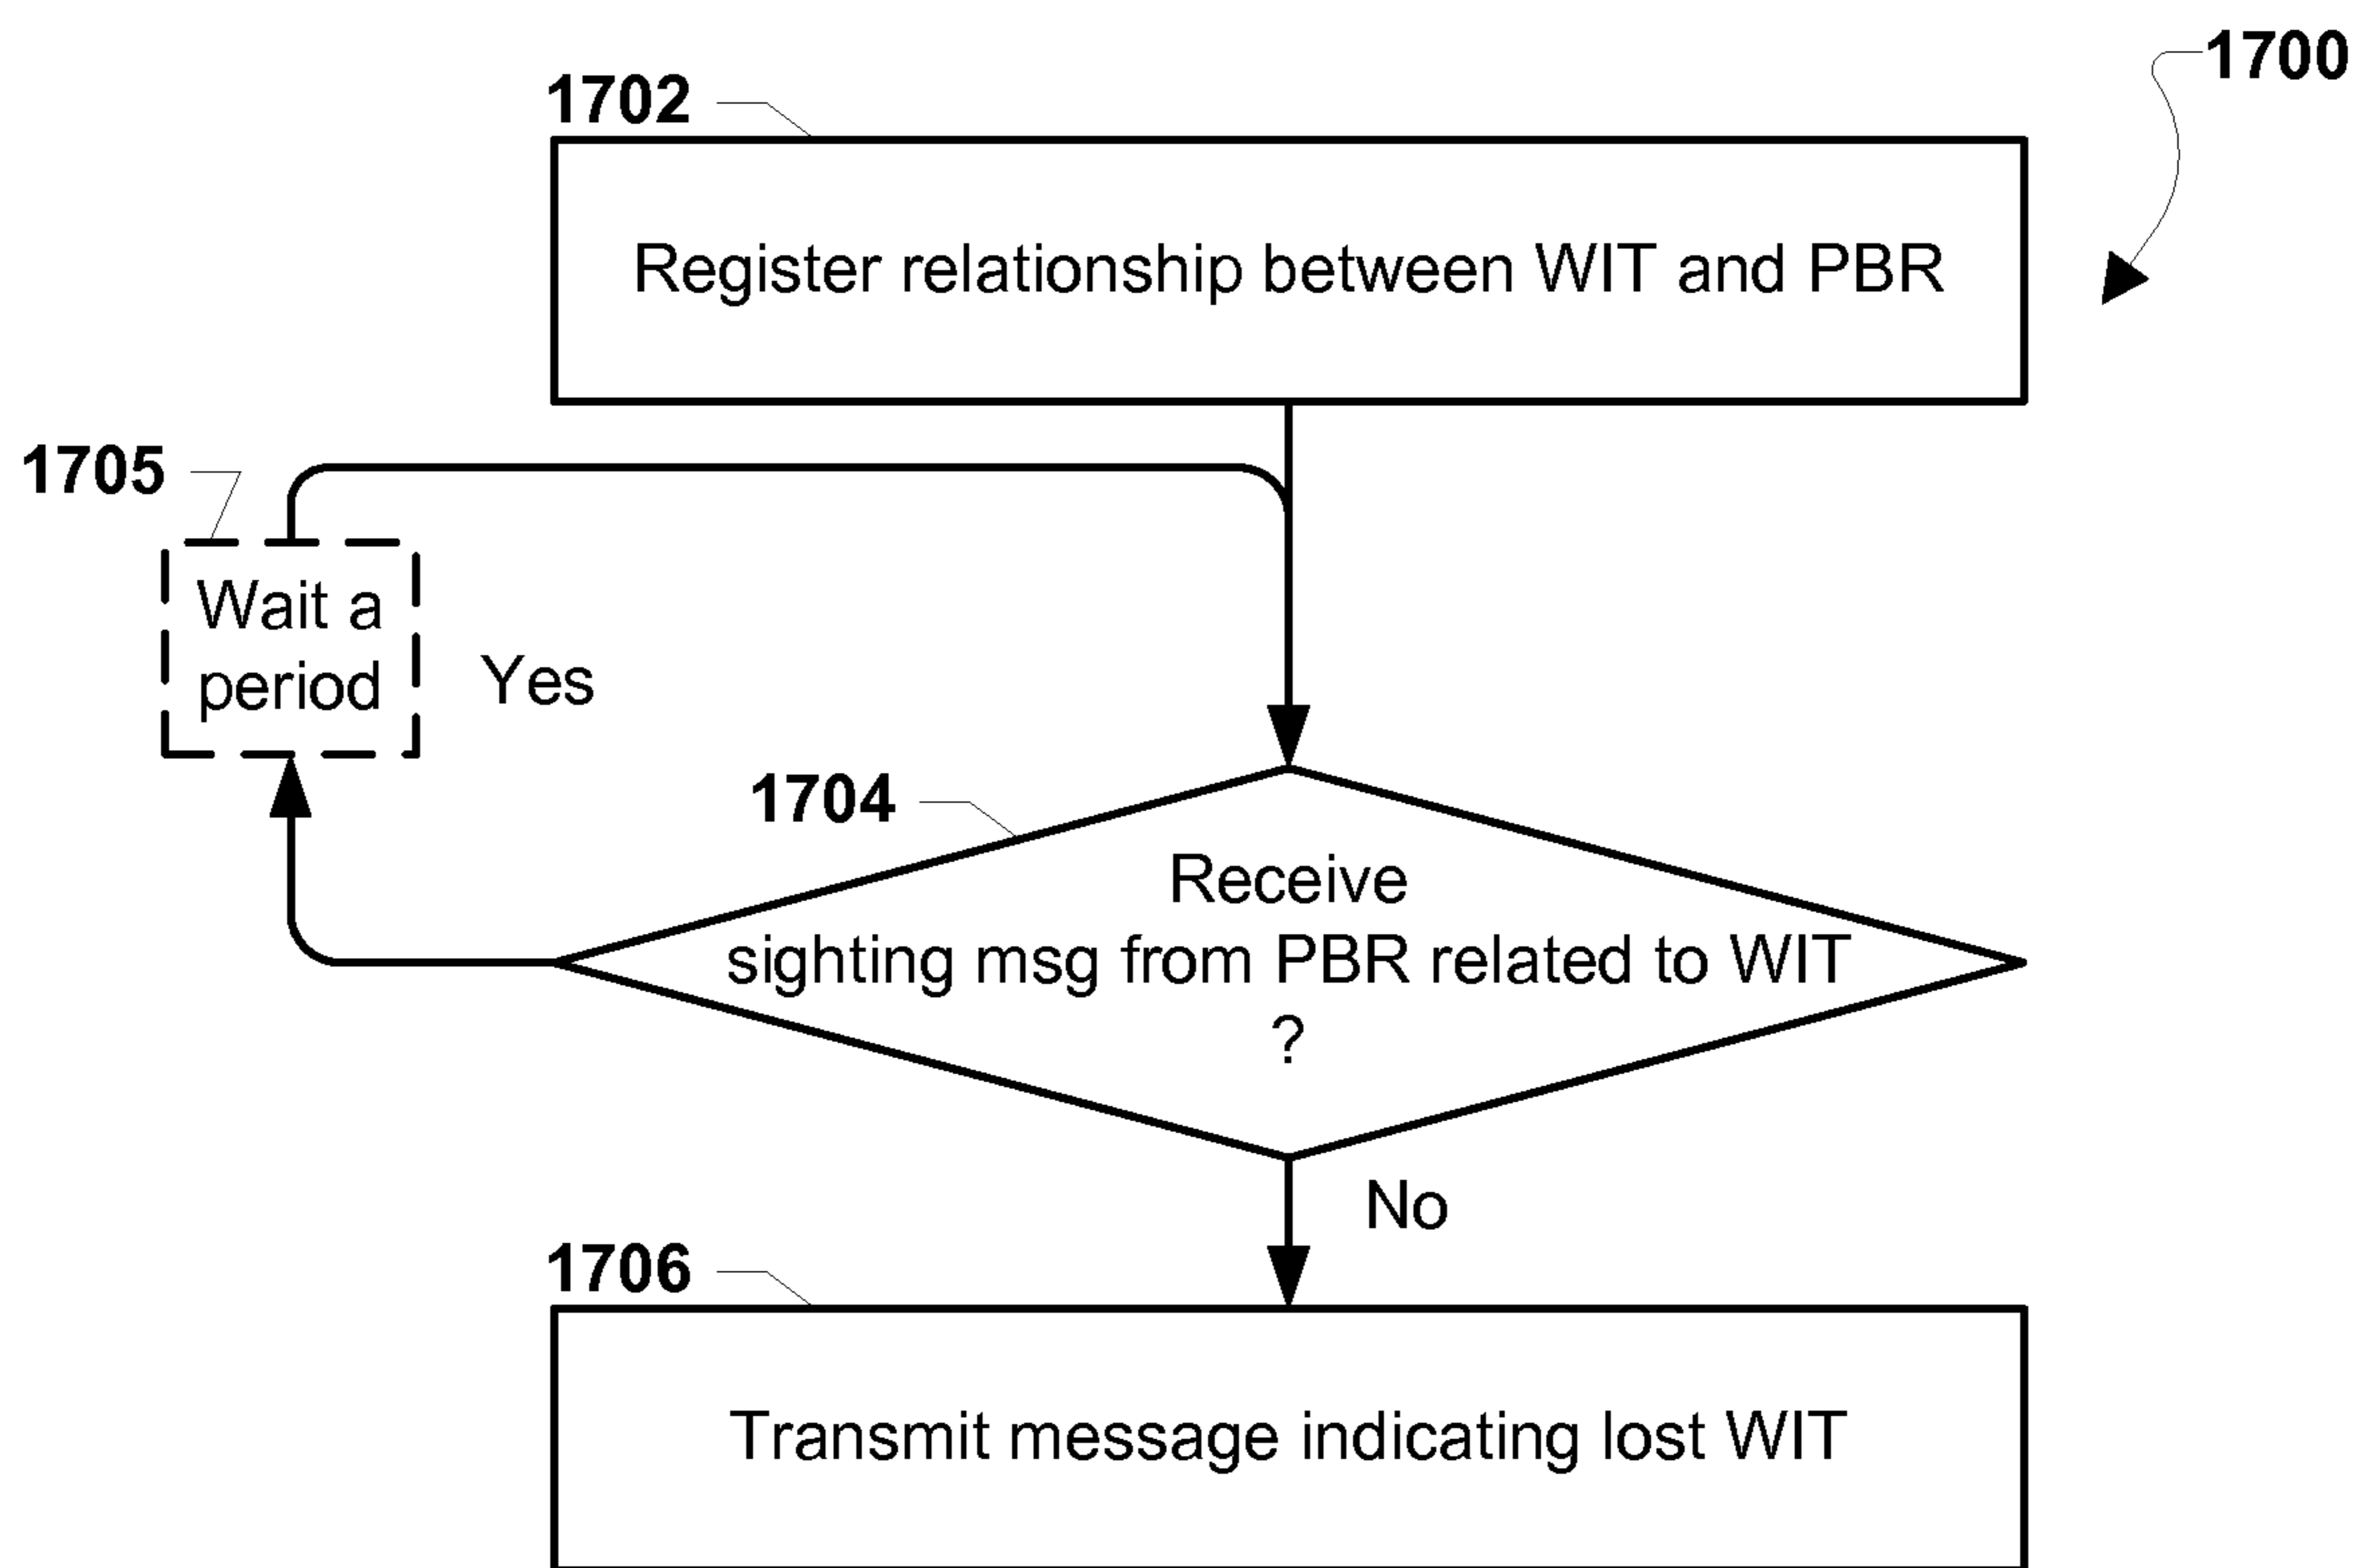 1700
1702
Register relationship between WIT and PBR
1705
Wait a
period
Yes
1704
Receive
sighting msg from PBR related to WIT
?
No
1706
Transmit message indicating lost WIT